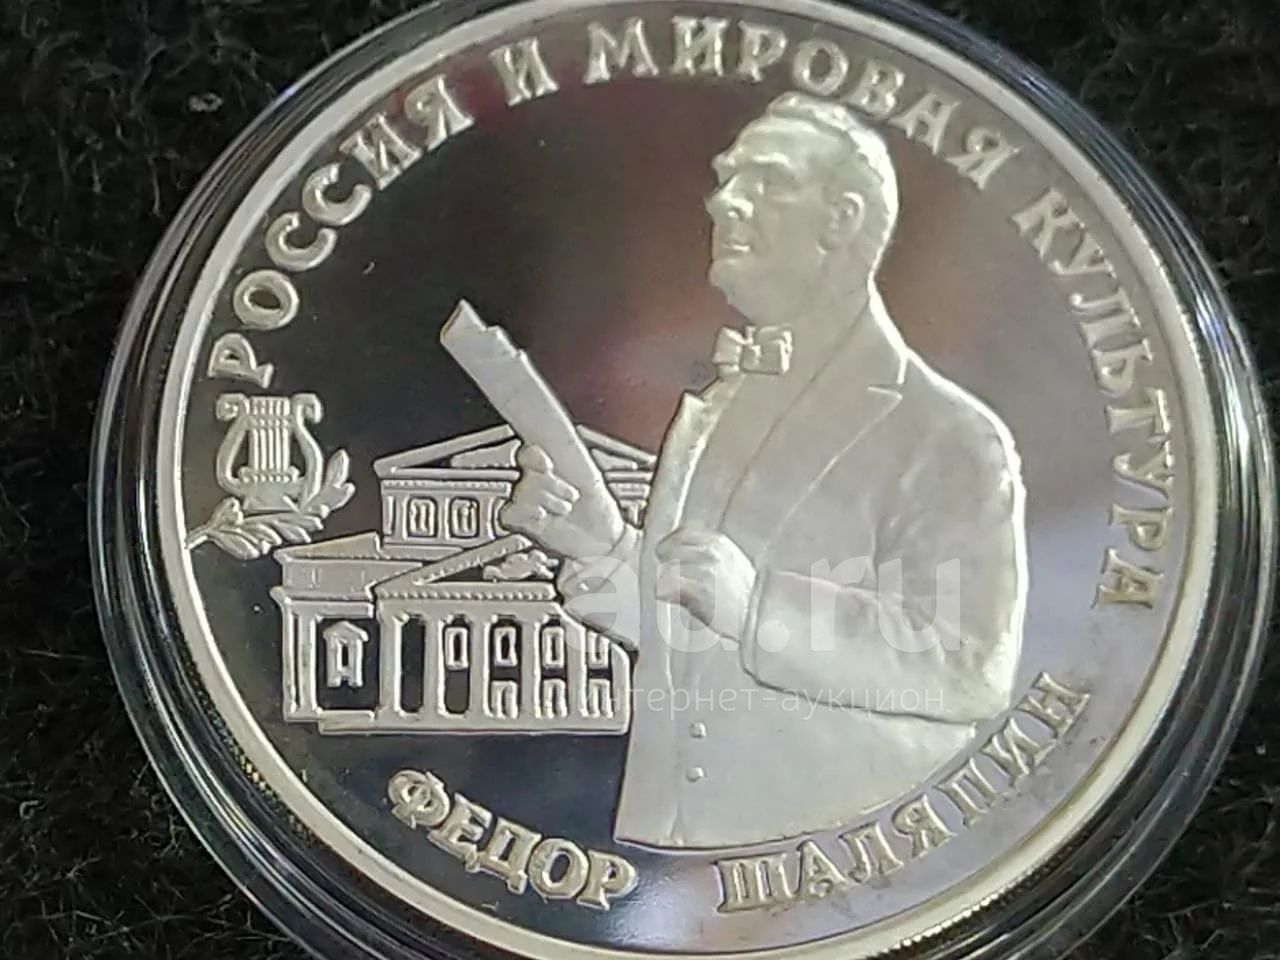 РОССИЯ И МИРОВАЯ КУЛЬТУРА
ФЕДОР ШАЛЯПИН
au.ru
интернет-аукцион